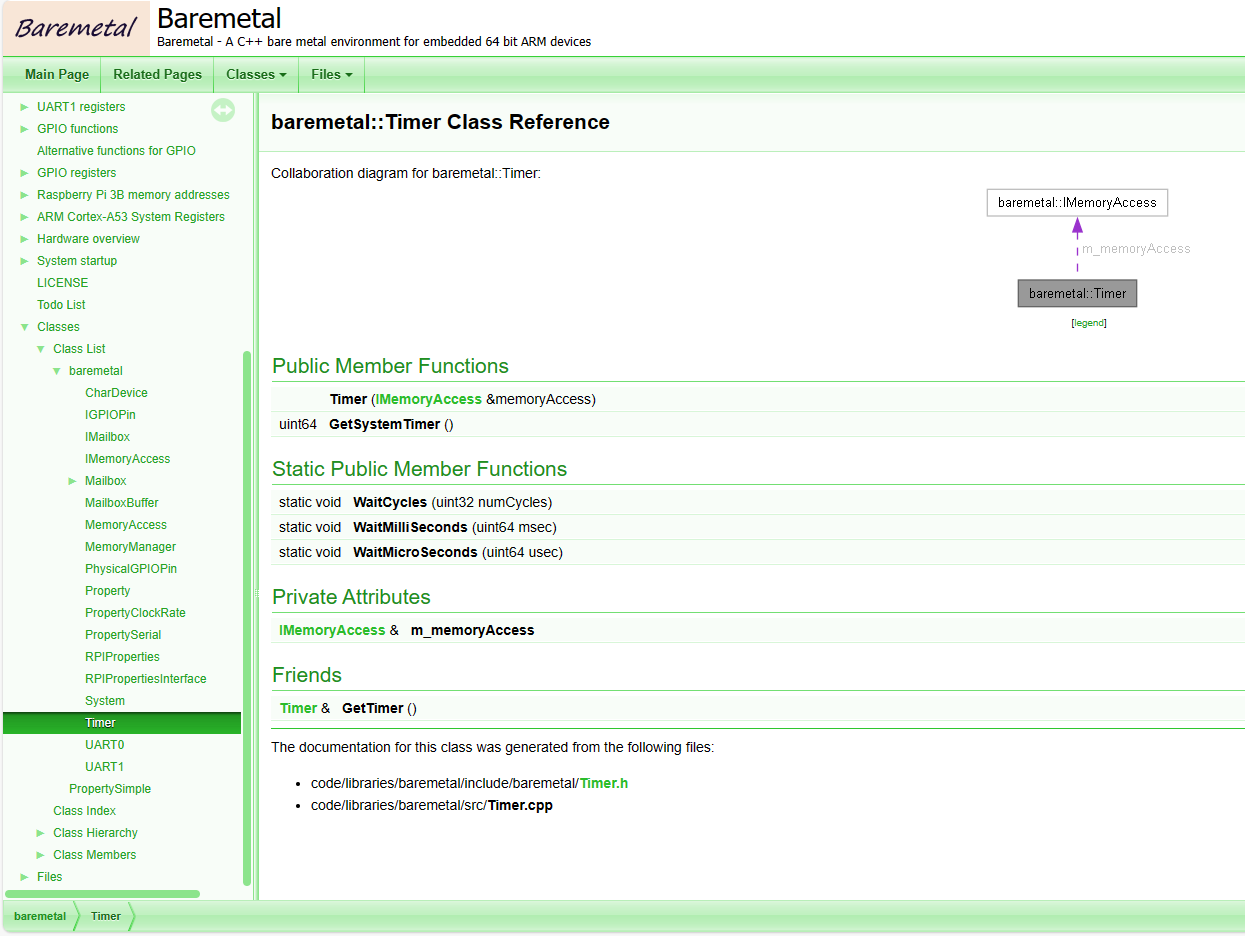 Baremetal
Baremetal
Baremetal - A C++ bare metal environment for embedded 64 bit ARM devices
Main Page
Related Pages
Classes
Files
UART1 registers
GPIO functions
Alternative functions for GPIO
GPIO registers
Raspberry Pi 3B memory addresses
ARM Cortex-A53 System Registers
Hardware overview
System startup
LICENSE
Todo List
Classes
Class List
baremetal
CharDevice
IGPIOPin
IMailbox
IMemoryAccess
Mailbox
MailboxBuffer
MemoryAccess
MemoryManager
PhysicalGPIOPin
Property
PropertyClockRate
PropertySerial
RPIProperties
RPIPropertiesInterface
System
Timer
UART0
UART1
PropertySimple
Class Index
Class Hierarchy
Class Members
Files
baremetal::Timer Class Reference
Collaboration diagram for baremetal::Timer:
baremetal::IMemoryAccess
m_memoryAccess
baremetal::Timer
[legend]
Public Member Functions
Timer (IMemoryAccess &memoryAccess)
uint64 GetSystemTimer ()
Static Public Member Functions
static void WaitCycles (uint32 numCycles)
static void WaitMilliSeconds (uint64 msec)
static void WaitMicroSeconds (uint64 usec)
Private Attributes
IMemoryAccess & m_memoryAccess
Friends
Timer & GetTimer ()
The documentation for this class was generated from the following files:
• code/libraries/baremetal/include/baremetal/Timer.h
• code/libraries/baremetal/src/Timer.cpp
baremetal
Timer